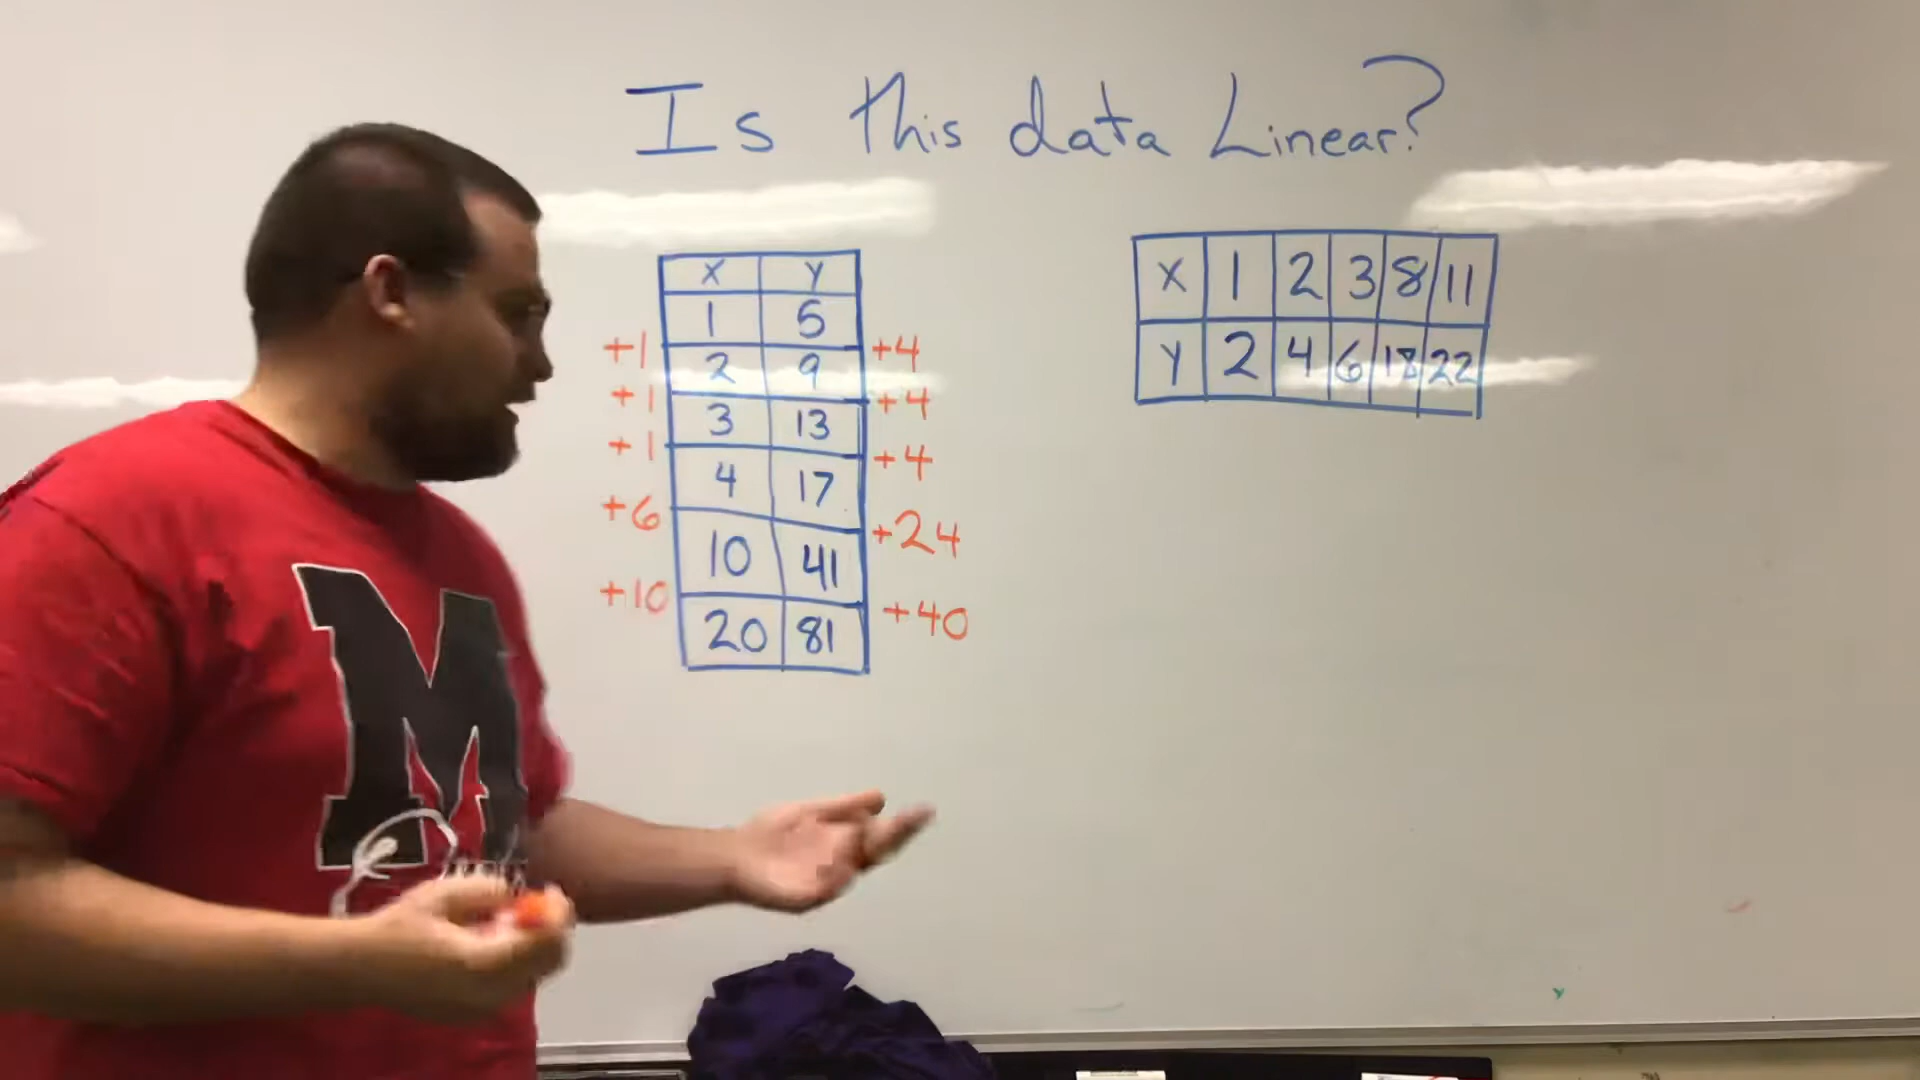 Is this data Linear?
X Y
1 5
+1 +4
2 9
+1 +4
3 13
+1 +4
4 17
+6 +24
10 41
+10 +40
20 81
X 1 2 3 8 11
Y 2 4 6 18 22
M